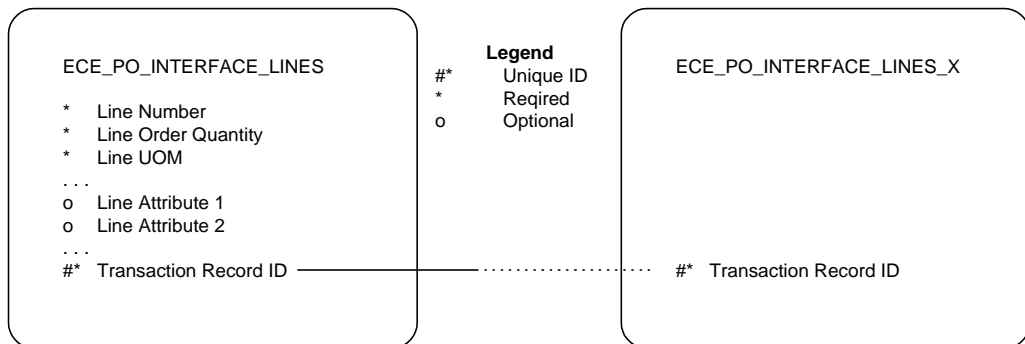 ECE_PO_INTERFACE_LINES
* Line Number
* Line Order Quantity
* Line UOM
. . .
o Line Attribute 1
o Line Attribute 2
. . .
#* Transaction Record ID
Legend
#* Unique ID
* Reqired
o Optional
ECE_PO_INTERFACE_LINES_X
#* Transaction Record ID